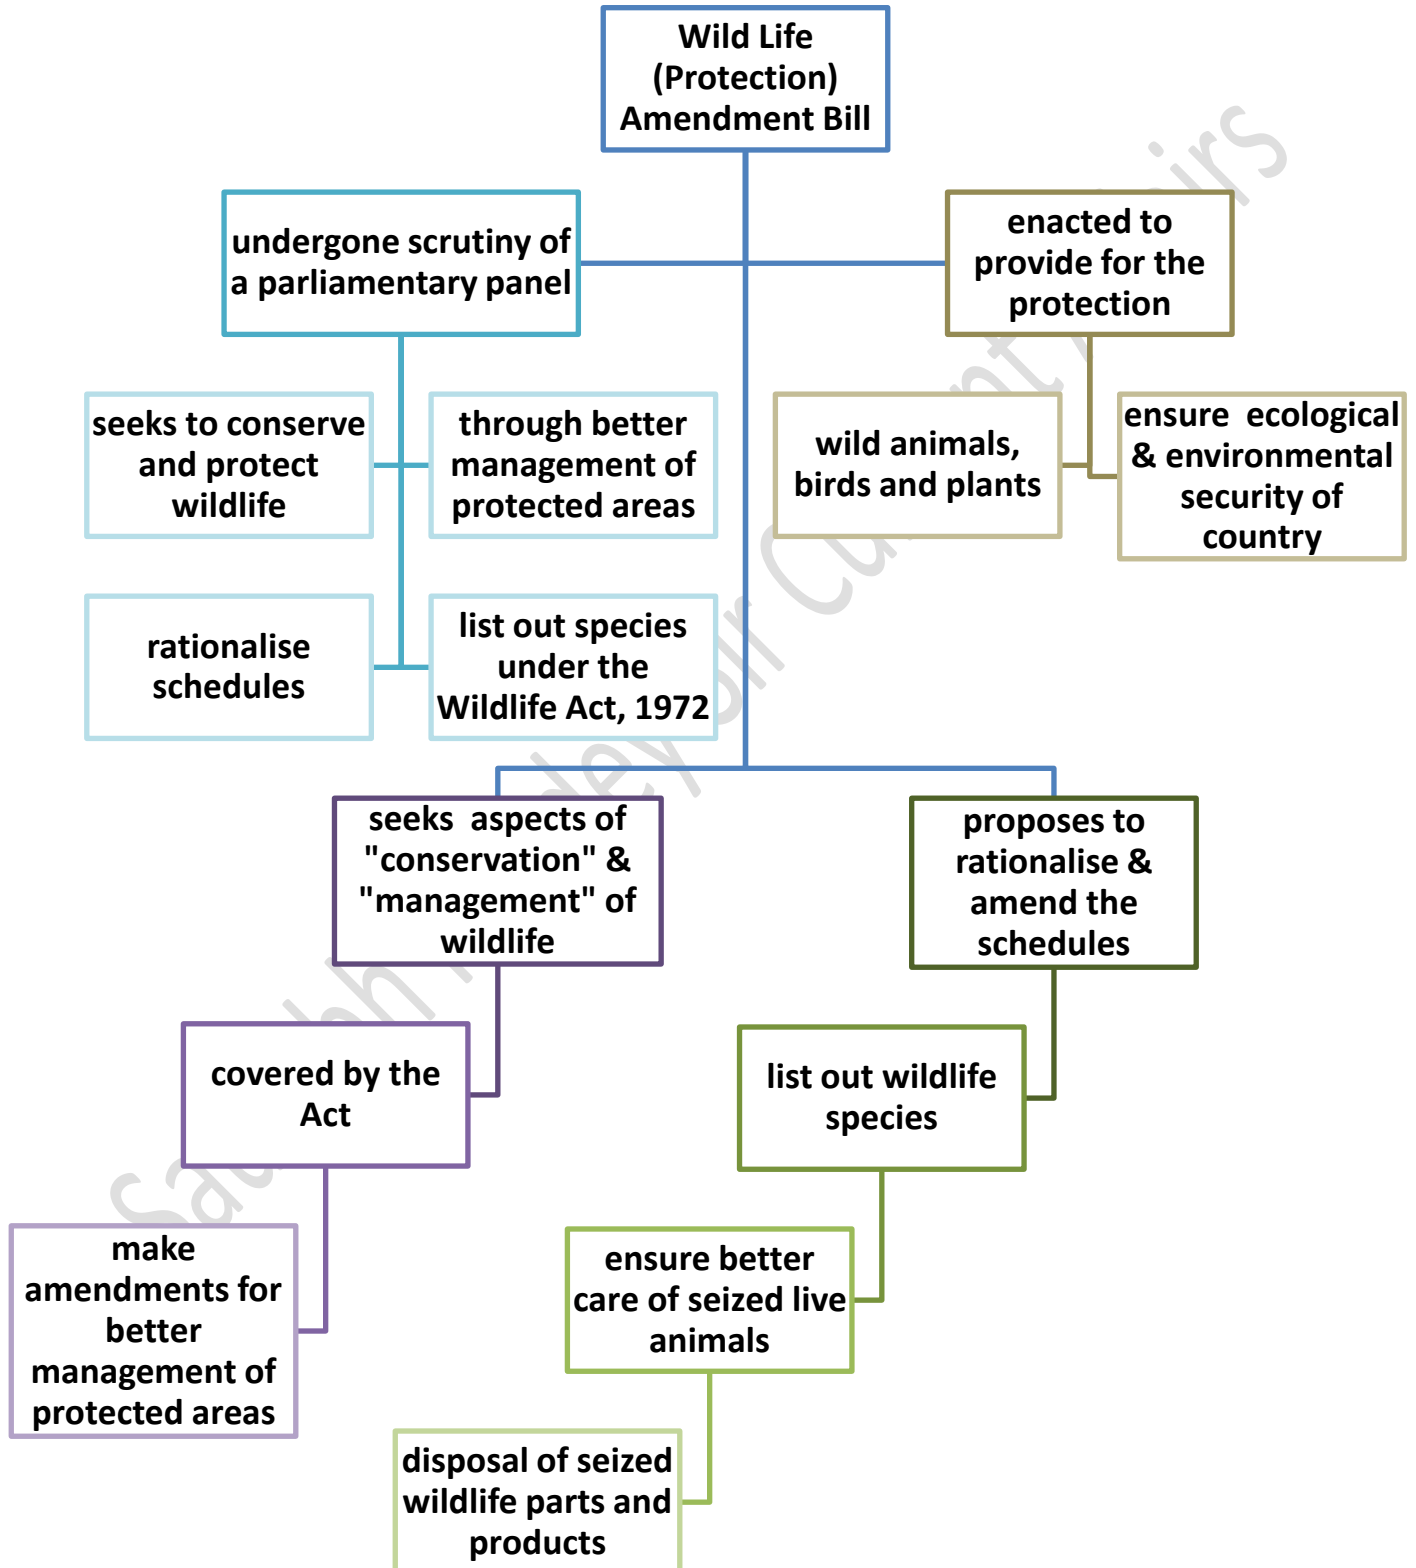 Wild Life
(Protection)
Amendment Bill
undergone scrutiny of
a parliamentary panel
enacted to
provide for the
protection
seeks to conserve
and protect
wildlife
through better
management of
protected areas
wild animals,
birds and plants
ensure ecological
& environmental
security of
country
rationalise
schedules
list out species
under the
Wildlife Act, 1972
seeks aspects of
"conservation" &
"management" of
wildlife
proposes to
rationalise &
amend the
schedules
covered by the
Act
list out wildlife
species
make
amendments for
better
management of
protected areas
ensure better
care of seized live
animals
disposal of seized
wildlife parts and
products